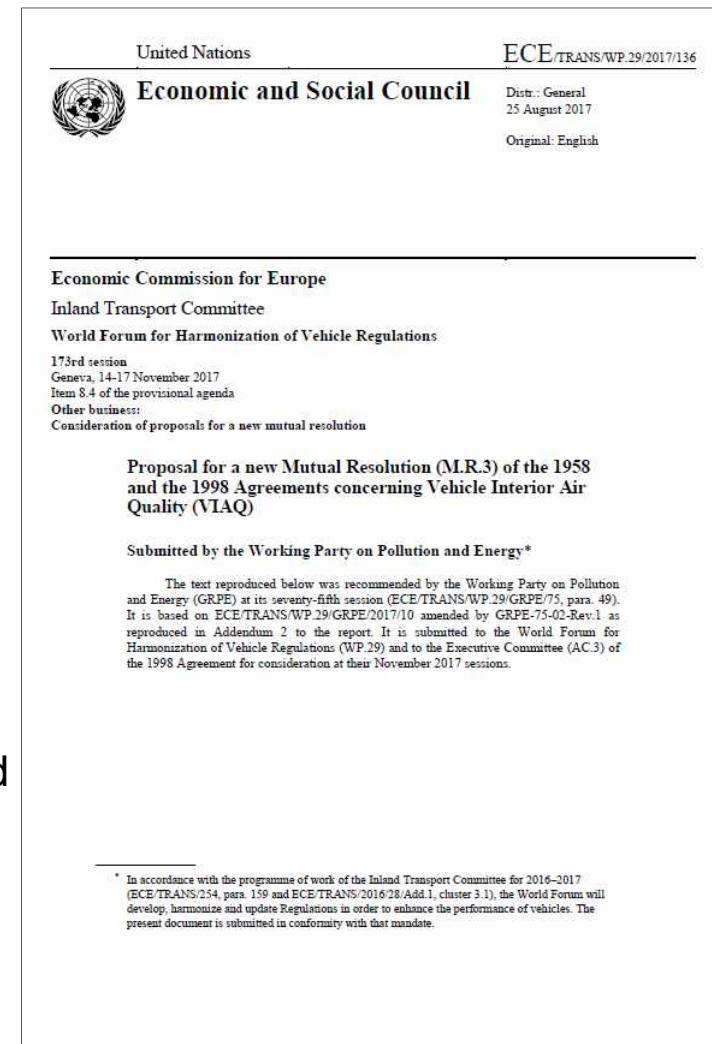 United Nations
ECE/TRANS/WP.29/2017/136
Economic and Social Council
Distr.: General
25 August 2017
Original: English
Economic Commission for Europe
Inland Transport Committee
World Forum for Harmonization of Vehicle Regulations
173rd session
Geneva, 14-17 November 2017
Item 8.4 of the provisional agenda
Other business:
Consideration of proposals for a new mutual resolution
Proposal for a new Mutual Resolution (M.R.3) of the 1958
and the 1998 Agreements concerning Vehicle Interior Air
Quality (VIAQ)
Submitted by the Working Party on Pollution and Energy*
The text reproduced below was recommended by the Working Party on Pollution
and Energy (GRPE) at its seventy-fifth session (ECE/TRANS/WP.29/GRPE/75, para. 49).
It is based on ECE/TRANS/WP.29/GRPE/2017/10 amended by GRPE-75-02-Rev.1 as
reproduced in Addendum 2 to the report. It is submitted to the World Forum for
Harmonization of Vehicle Regulations (WP.29) and to the Executive Committee (AC.3) of
the 1998 Agreement for consideration at their November 2017 sessions.
d
* In accordance with the programme of work of the Inland Transport Committee for 2016–2017
(ECE/TRANS/254, para. 159 and ECE/TRANS/2016/28/Add.1, cluster 3.1), the World Forum will
develop, harmonize and update Regulations in order to enhance the performance of vehicles. The
present document is submitted in conformity with that mandate.